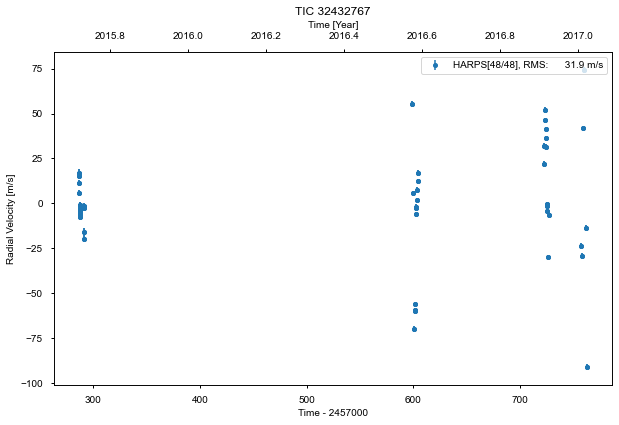 TIC 32432767
Time [Year]
2015.8 2016.0 2016.2 2016.4 2016.6 2016.8 2017.0
HARPS[48/48], RMS: 31.9 m/s
75
50
25
0
−25
−50
−75
−100
Radial Velocity [m/s]
300 400 500 600 700
Time - 2457000